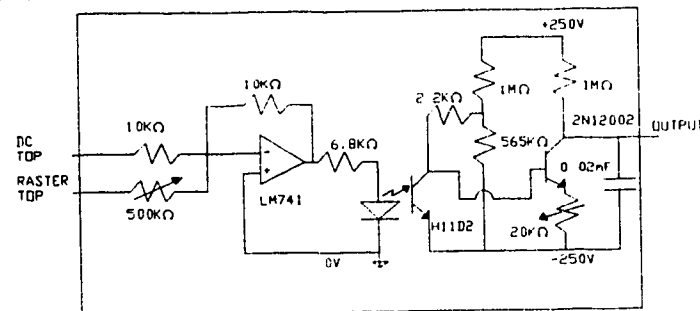 +250V
10KΩ
1MΩ
1MΩ
2.2KΩ
2N12002
OUTPUT
DC
TOP
10KΩ
6.8KΩ
565KΩ
RASTER
TOP
500KΩ
LM741
0.02mF
H11D2
20KΩ
0V
-250V